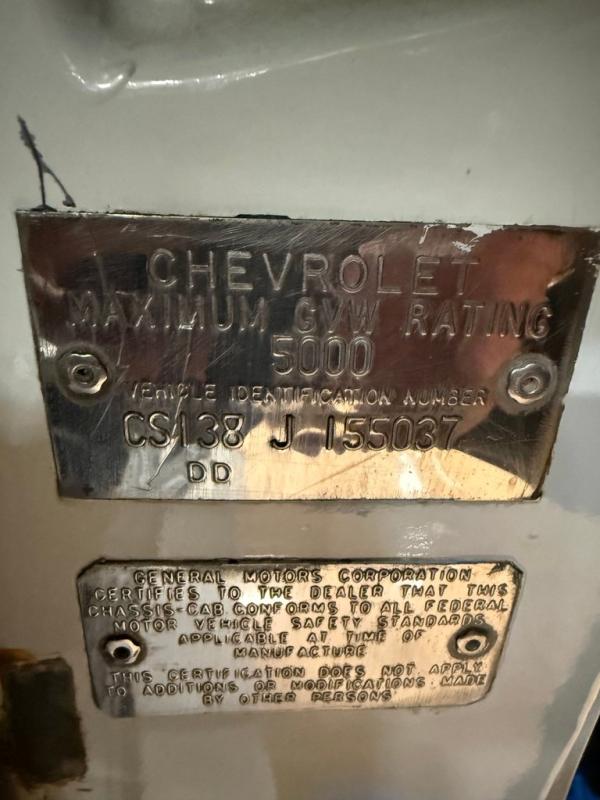 CHEVROLET
MAXIMUM GVW RATING
5000
VEHICLE IDENTIFICATION NUMBER
CS138 J 155037
DD
GENERAL MOTORS CORPORATION
CERTIFIES TO THE DEALER THAT THIS
CHASSIS-CAB CONFORMS TO ALL FEDERAL
MOTOR VEHICLE SAFETY STANDARDS
APPLICABLE AT TIME OF
MANUFACTURE
THIS CERTIFICATION DOES NOT APPLY
TO ADDITIONS OR MODIFICATIONS MADE
BY OTHER PERSONS